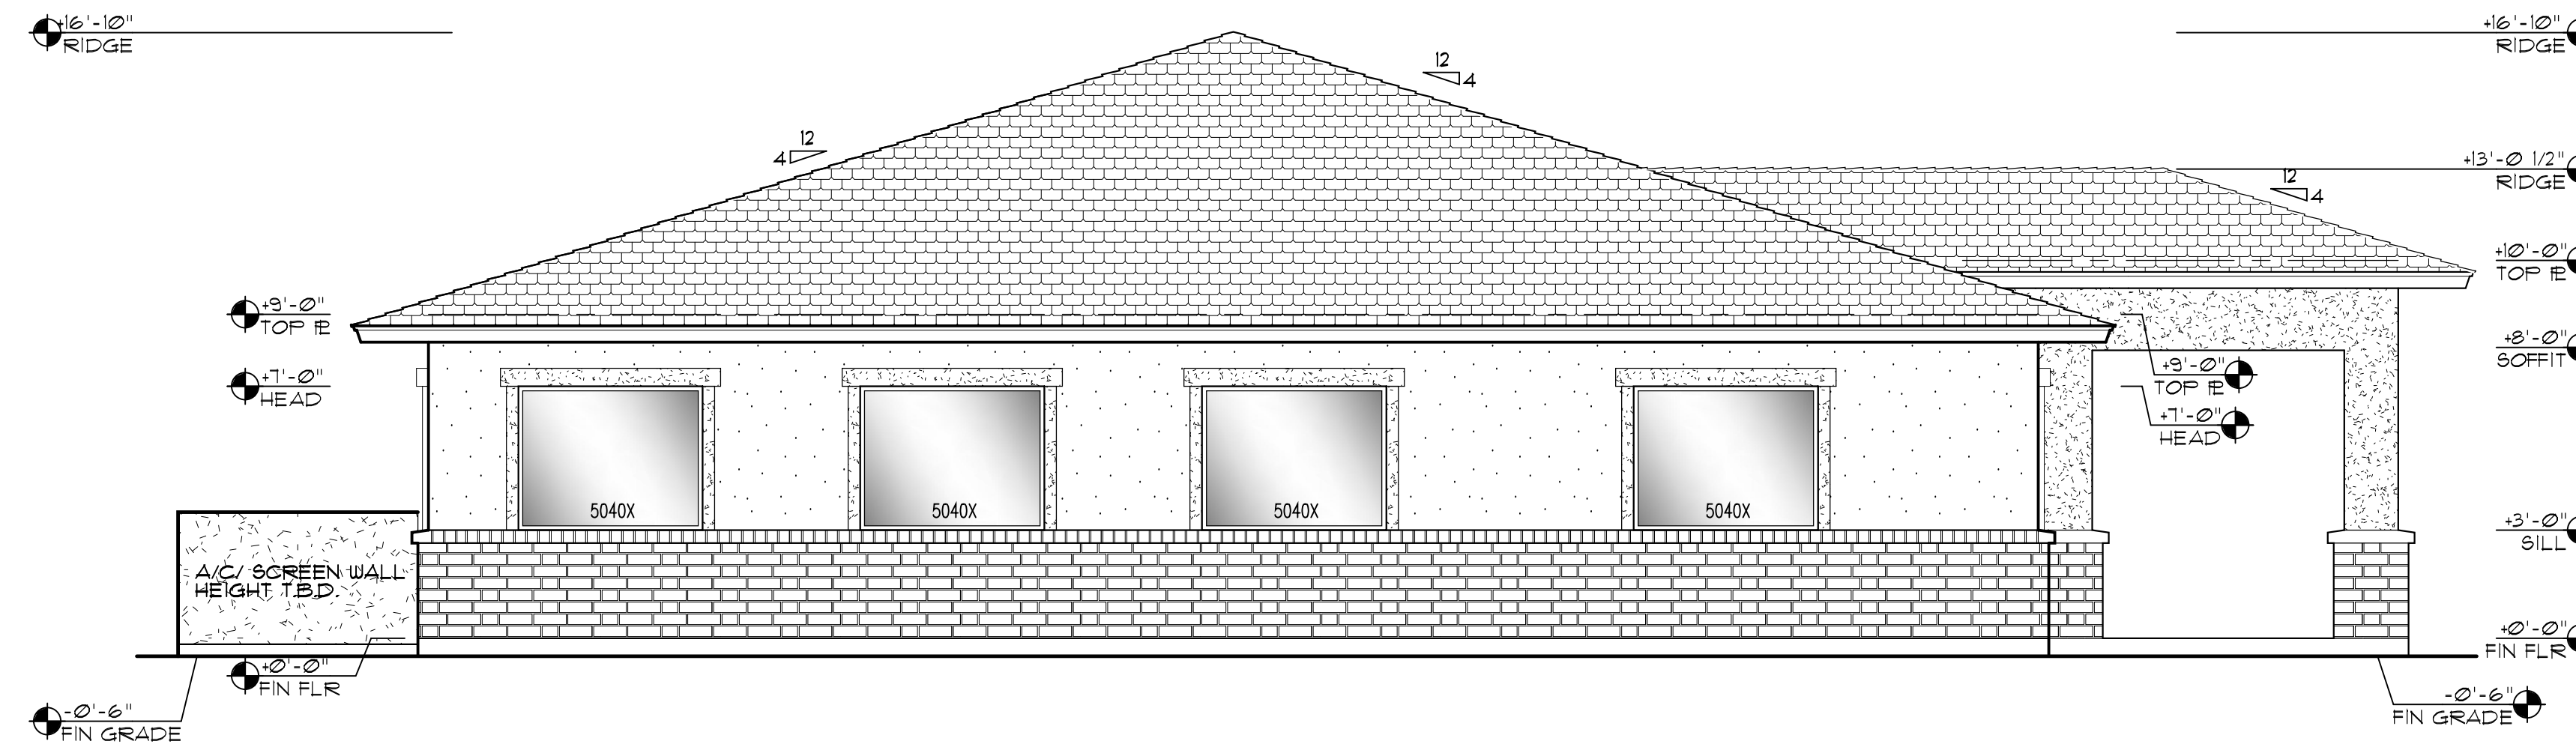 +16'-10"
RIDGE
+16'-10"
RIDGE
12
4
12
4
+13'-0 1/2"
RIDGE
12
4
+10'-0"
TOP PL
+9'-0"
TOP PL
+8'-0"
SOFFIT
+9'-0"
TOP PL
+7'-0"
HEAD
+7'-0"
HEAD
5040X
5040X
5040X
5040X
+3'-0"
SILL
A/C/ SCREEN WALL
HEIGHT T.B.D.
+0'-0"
FIN FLR
+0'-0"
FIN FLR
-0'-6"
FIN GRADE
-0'-6"
FIN GRADE